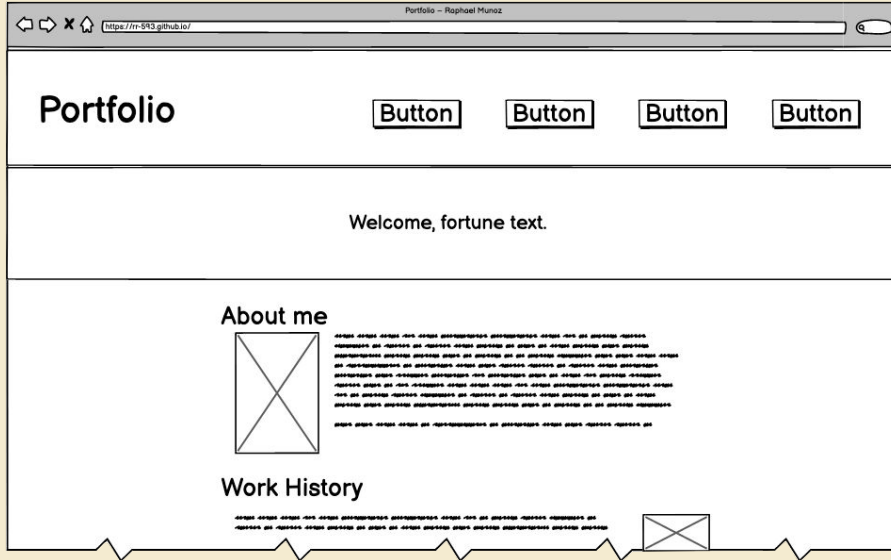 Portfolio - Raphael Munoz
https://rr-593.github.io/
Portfolio
Button
Button
Button
Button
Welcome, fortune text.
About me
Work History